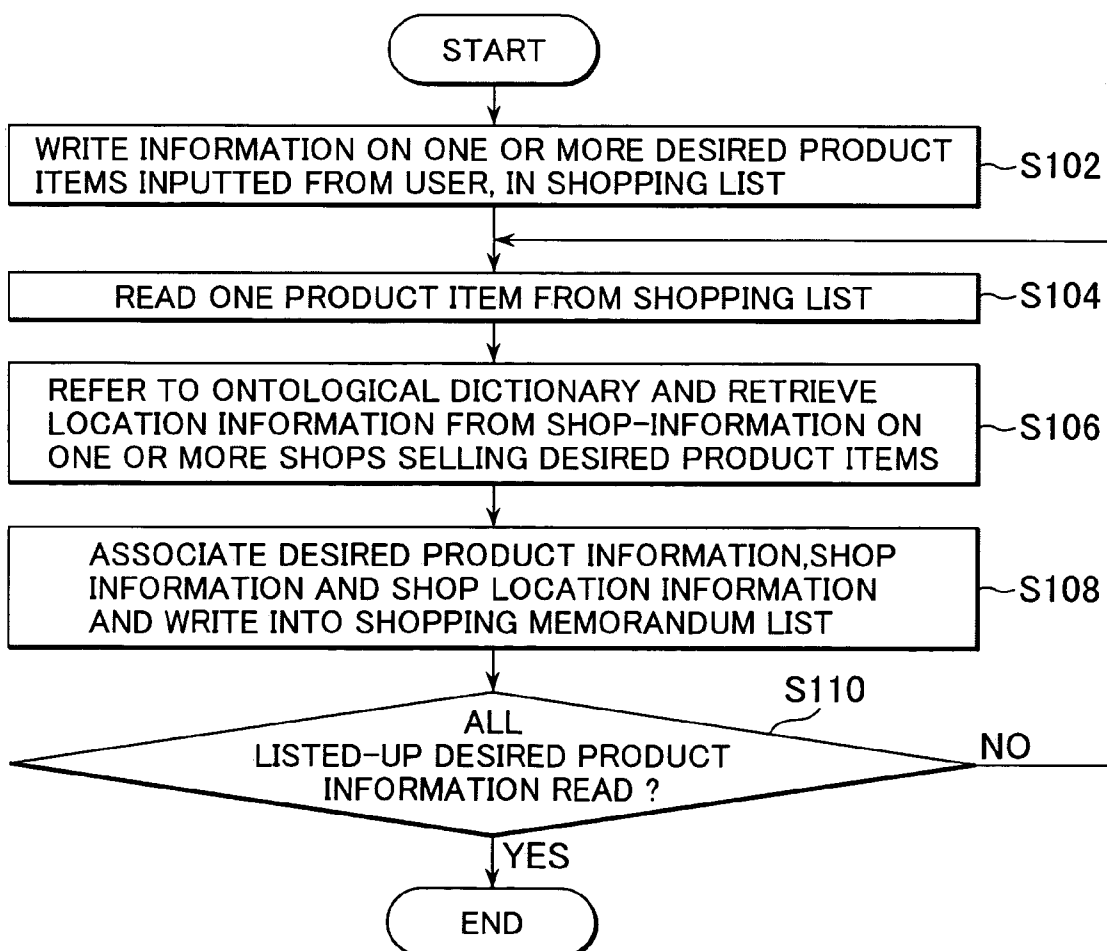 START
WRITE INFORMATION ON ONE OR MORE DESIRED PRODUCT
ITEMS INPUTTED FROM USER, IN SHOPPING LIST
S102
READ ONE PRODUCT ITEM FROM SHOPPING LIST
S104
REFER TO ONTOLOGICAL DICTIONARY AND RETRIEVE
LOCATION INFORMATION FROM SHOP-INFORMATION ON
ONE OR MORE SHOPS SELLING DESIRED PRODUCT ITEMS
S106
ASSOCIATE DESIRED PRODUCT INFORMATION,SHOP
INFORMATION AND SHOP LOCATION INFORMATION
AND WRITE INTO SHOPPING MEMORANDUM LIST
S108
S110
ALL
LISTED-UP DESIRED PRODUCT
INFORMATION READ ?
NO
YES
END